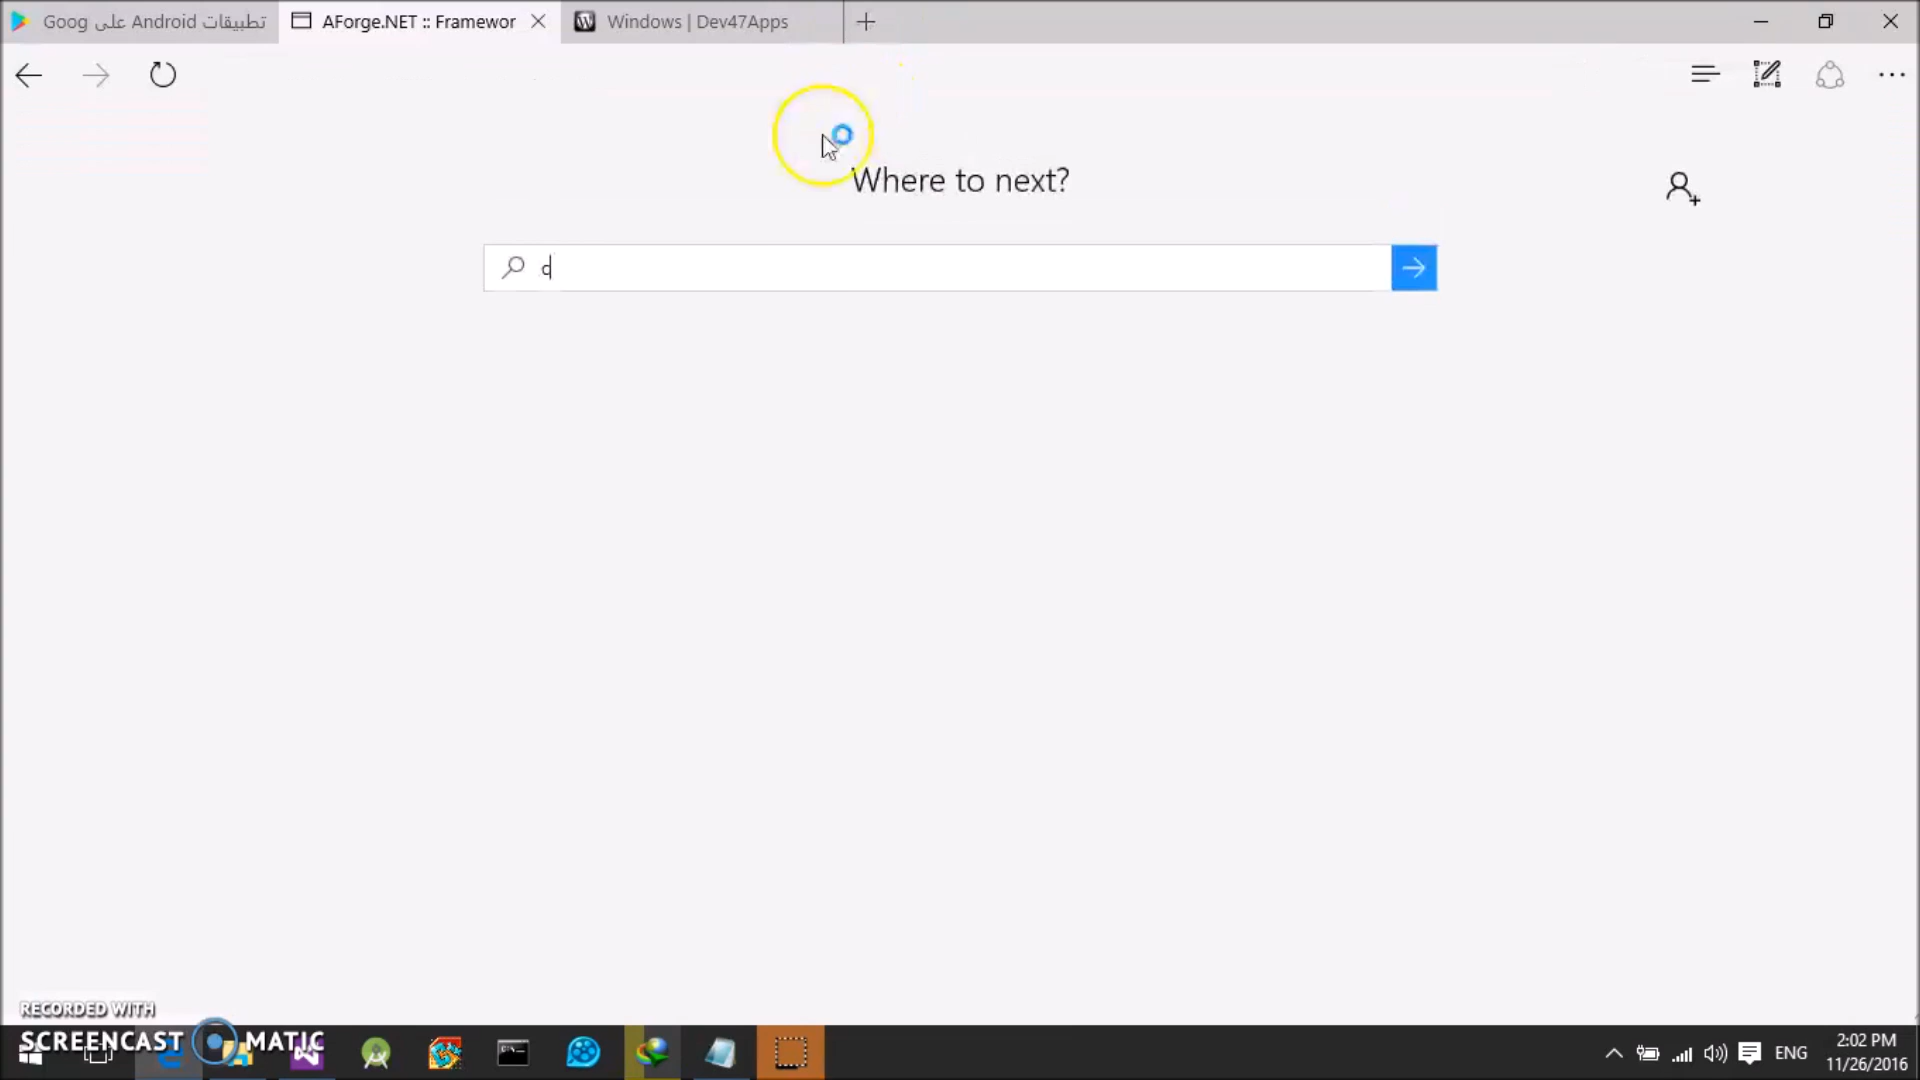 تطبيقات Android على Goog
AForge.NET :: Framewor
Windows | Dev47Apps
Where to next?
c
RECORDED WITH
SCREENCAST MATIC
ENG
2:02 PM
11/26/2016